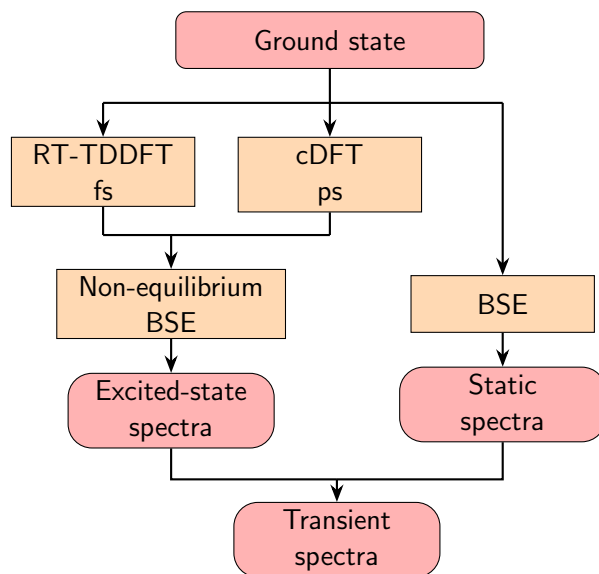 Ground state
RT-TDDFT
fs
cDFT
ps
Non-equilibrium
BSE
BSE
Excited-state
spectra
Static
spectra
Transient
spectra